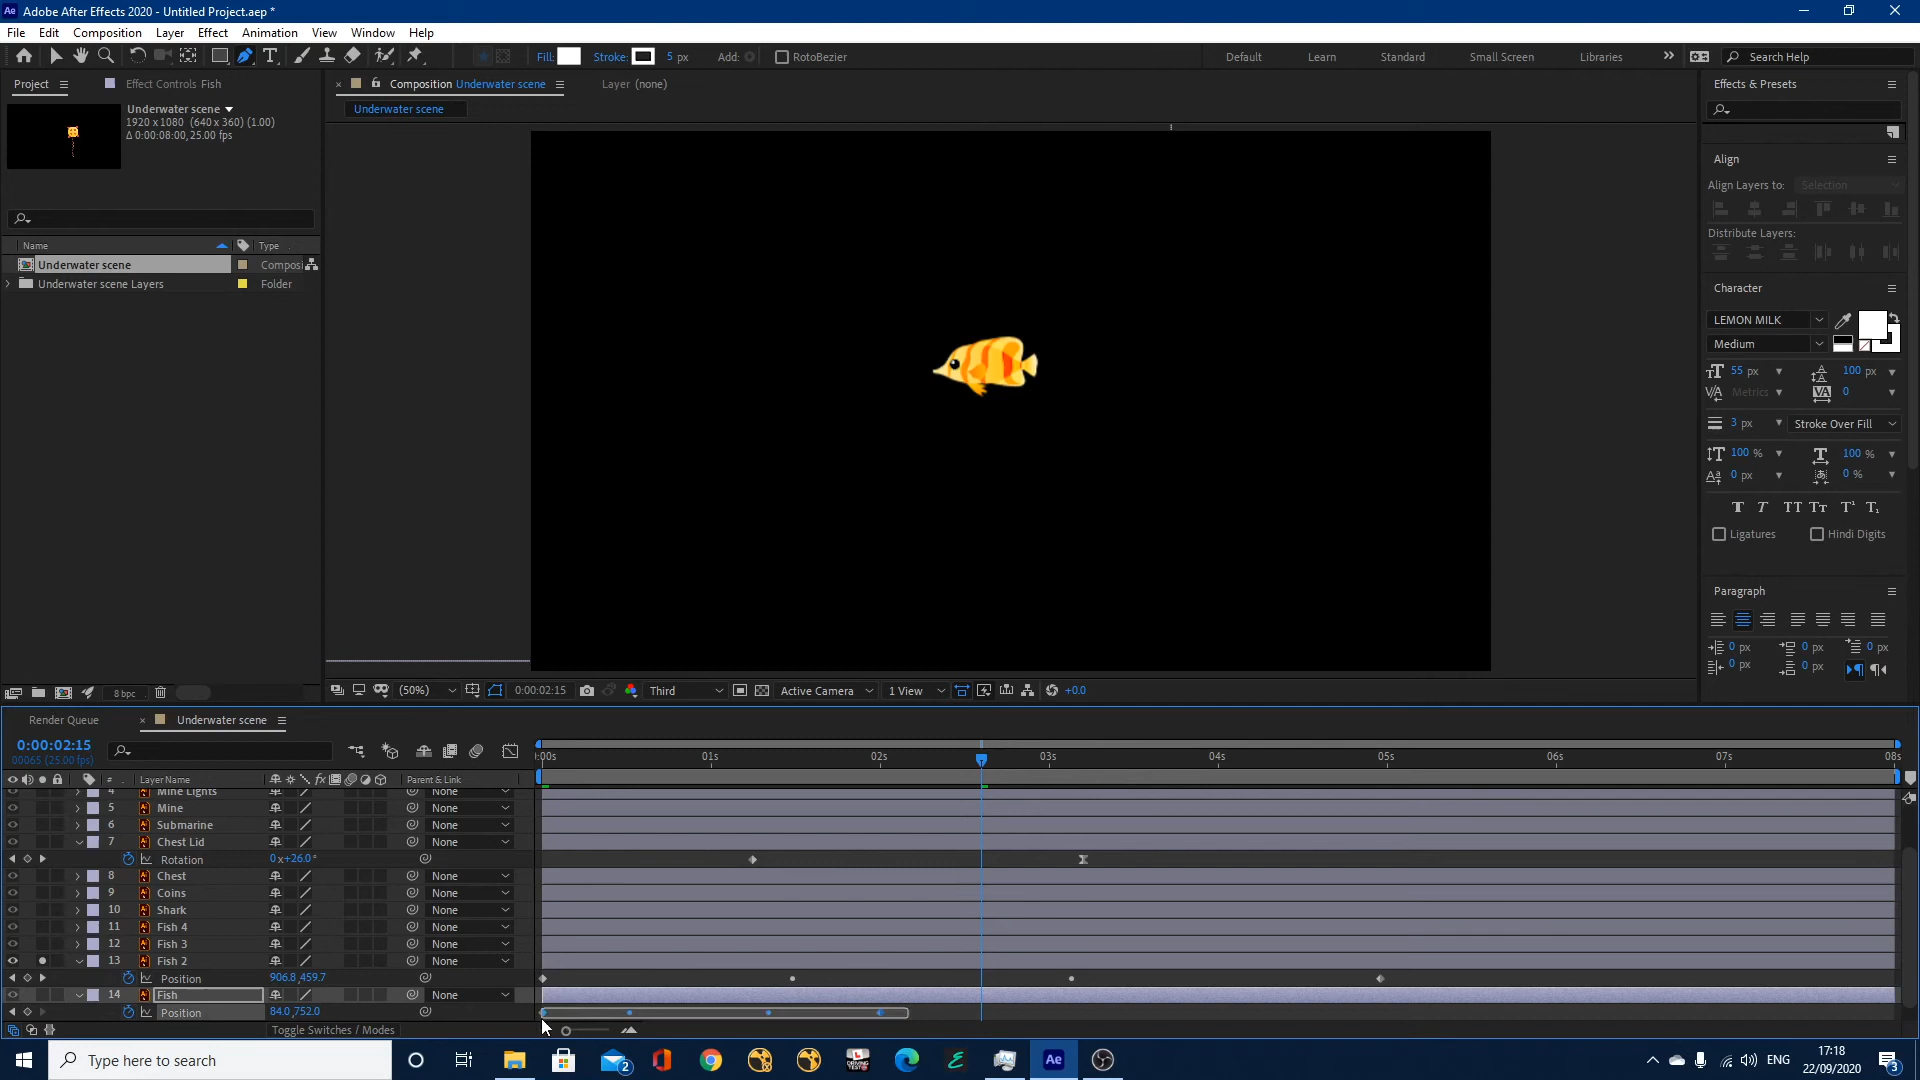 Ae Adobe After Effects 2020 - Untitled Project.aep *
File Edit Composition Layer Effect Animation View Window Help
Fill: Stroke: 5 px Add: RotoBezier Default Learn Standard Small Screen Libraries Search Help
Project Effect Controls Fish Composition Underwater scene Layer (none) Effects & Presets
Underwater scene
1920 x 1080 (640 x 360) (1.00)
Δ 0:00:08:00, 25.00 fps
Underwater scene
Align
Align Layers to: Selection
Distribute Layers:
Name Type
Underwater scene Composi
Underwater scene Layers Folder
Character
LEMON MILK
Medium
55 px 100 px
Metrics 0
3 px Stroke Over Fill
100 % 100 %
0 px 0 %
Ligatures Hindi Digits
Paragraph
0 px 0 px 0 px
0 px 0 px
8 bpc (50%) 0:00:02:15 Third Active Camera 1 View +0.0
Render Queue Underwater scene
0:00:02:15
00065 (25.00 fps)
:00s 01s 02s 03s 04s 05s 06s 07s 08s
# Layer Name Parent & Link
4 Mine Lights None
5 Mine None
6 Submarine None
7 Chest Lid None
Rotation 0x+26.0°
8 Chest None
9 Coins None
10 Shark None
11 Fish 4 None
12 Fish 3 None
13 Fish 2 None
Position 906.8,459.7
14 Fish None
Position 84.0,752.0
Toggle Switches / Modes
Type here to search
2
Ae
ENG
17:18
22/09/2020
3